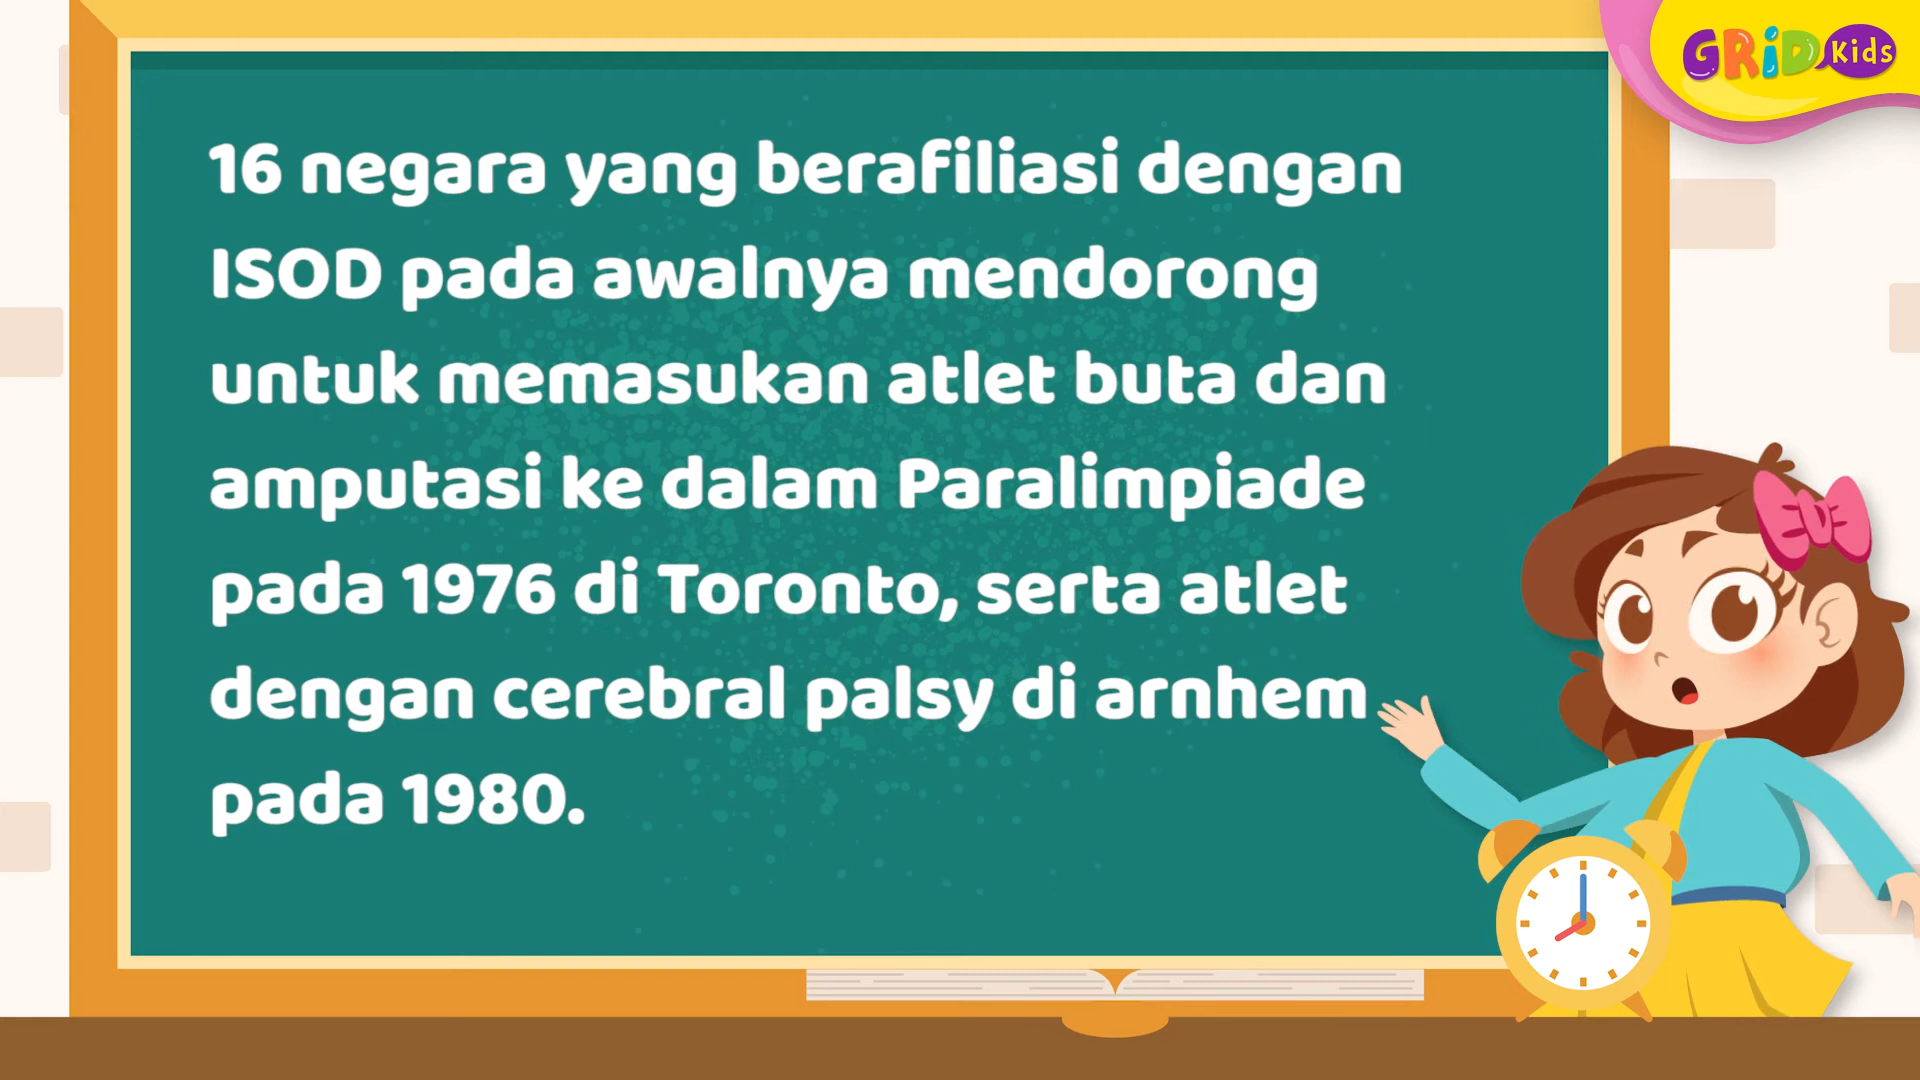 GRiD Kids
16 negara yang berafiliasi dengan
ISOD pada awalnya mendorong
untuk memasukan atlet buta dan
amputasi ke dalam Paralimpiade
pada 1976 di Toronto, serta atlet
dengan cerebral palsy di arnhem
pada 1980.